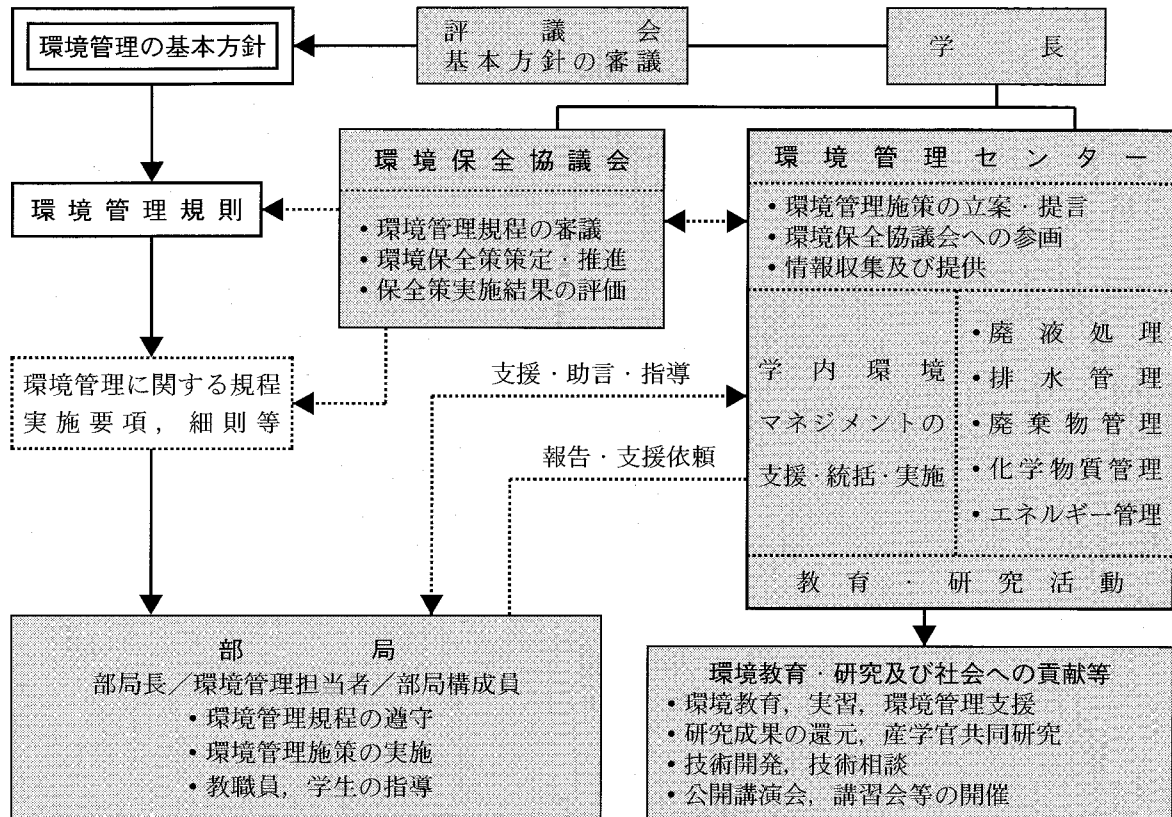 環境管理の基本方針
評議会
基本方針の審議
学長
環境保全協議会
・環境管理規程の審議
・環境保全策策定・推進
・保全策実施結果の評価
環境管理センター
・環境管理施策の立案・提言
・環境保全協議会への参画
・情報収集及び提供
学内環境
マネジメントの
支援・統括・実施
・廃液処理
・排水管理
・廃棄物管理
・化学物質管理
・エネルギー管理
教育・研究活動
環境管理規則
環境管理に関する規程
実施要項,細則等
支援・助言・指導
報告・支援依頼
部局
部局長/環境管理担当者/部局構成員
・環境管理規程の遵守
・環境管理施策の実施
・教職員,学生の指導
環境教育・研究及び社会への貢献等
・環境教育,実習,環境管理支援
・研究成果の還元,産学官共同研究
・技術開発,技術相談
・公開講演会,講習会等の開催